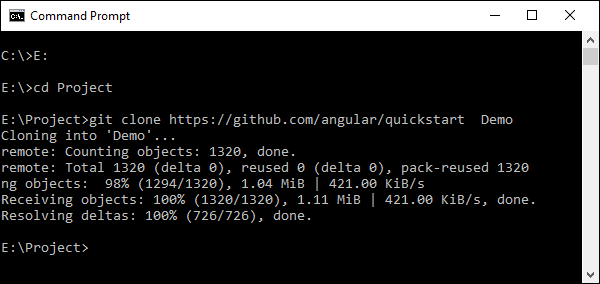 Command Prompt
C:\>E:
E:\>cd Project
E:\Project>git clone https://github.com/angular/quickstart  Demo
Cloning into 'Demo'...
remote: Counting objects: 1320, done.
remote: Total 1320 (delta 0), reused 0 (delta 0), pack-reused 1320
ng objects:  98% (1294/1320), 1.04 MiB | 421.00 KiB/s
Receiving objects: 100% (1320/1320), 1.11 MiB | 421.00 KiB/s, done.
Resolving deltas: 100% (726/726), done.
E:\Project>